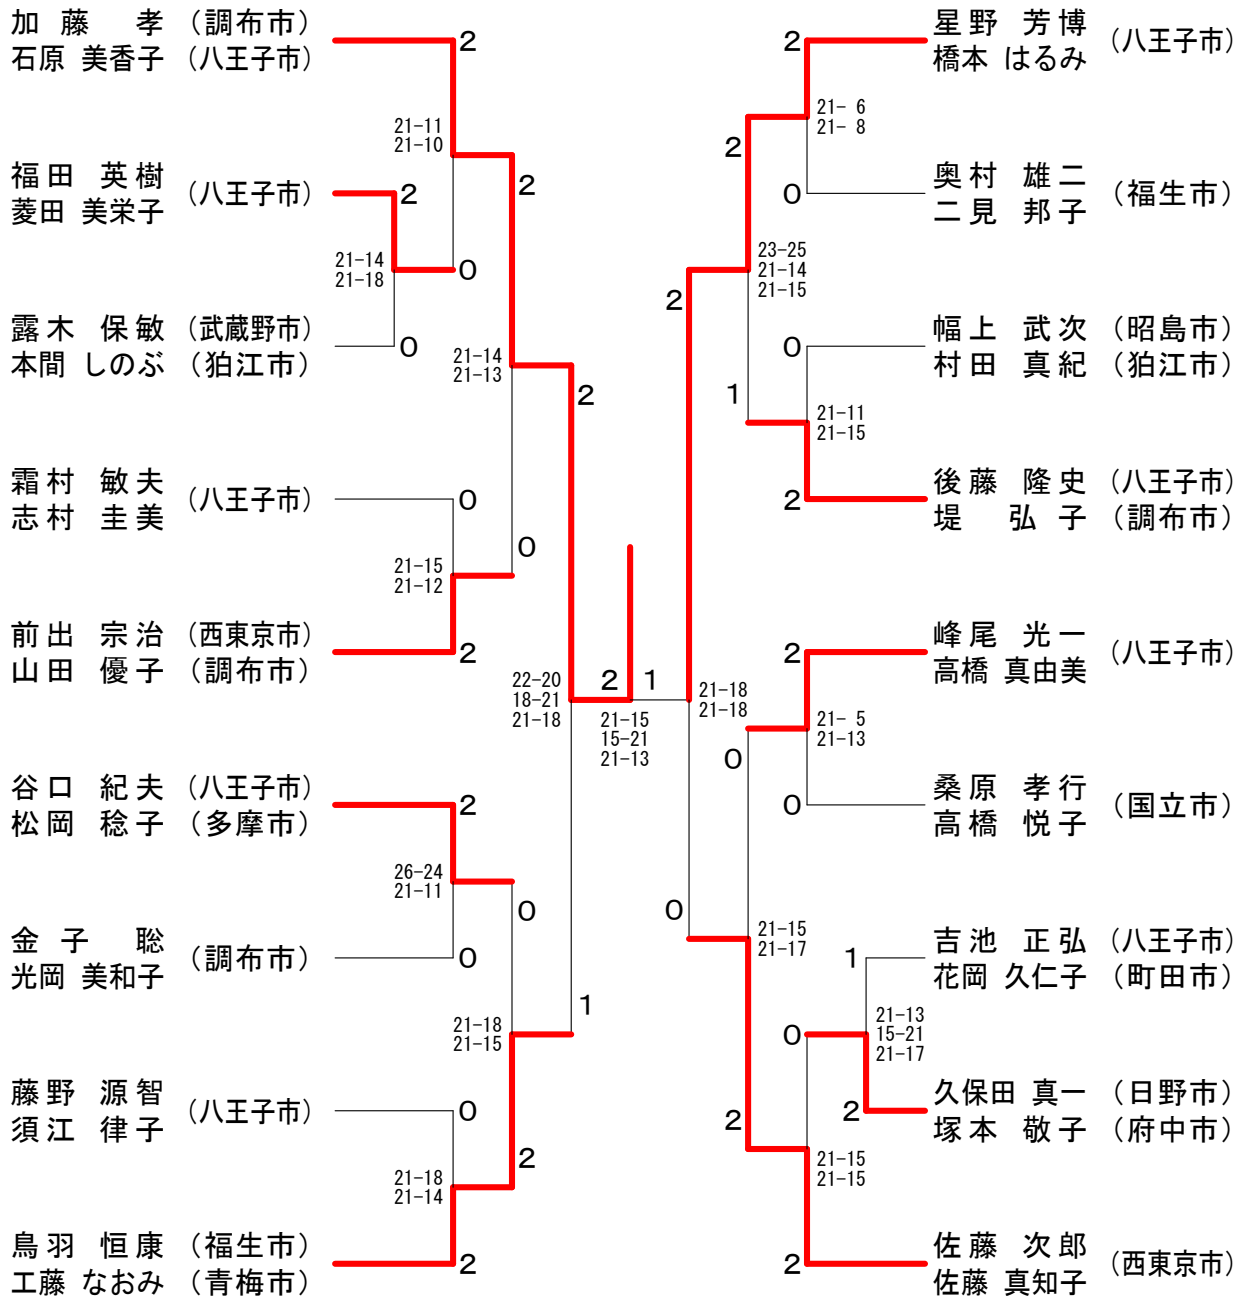 加藤 孝 (調布市)
石原 美香子 (八王子市)
2
21-11
21-10
福田 英樹
菱田 美栄子
(八王子市)
2
2
21-14
21-18
0
露木 保敏 (武蔵野市)
本間 しのぶ (狛江市)
0
21-14
21-13
2
霜村 敏夫
志村 圭美
(八王子市)
0
0
21-15
21-12
前出 宗治 (西東京市)
山田 優子 (調布市)
2
22-20
18-21
21-18
2
1
21-15
15-21
21-13
谷口 紀夫 (八王子市)
松岡 稔子 (多摩市)
2
26-24
21-11
0
金子 聡
光岡 美和子
(調布市)
0
1
21-18
21-15
藤野 源智
須江 律子
(八王子市)
0
2
21-18
21-14
鳥羽 恒康 (福生市)
工藤 なおみ (青梅市)
2
2
星野 芳博
橋本 はるみ
(八王子市)
21- 6
21- 8
2
0
奥村 雄二
二見 邦子
(福生市)
23-25
21-14
21-15
2
0
幅上 武次 (昭島市)
村田 真紀 (狛江市)
1
21-11
21-15
2
後藤 隆史 (八王子市)
堤 弘子 (調布市)
2
峰尾 光一
高橋 真由美
(八王子市)
21-18
21-18
21- 5
21-13
0
0
桑原 孝行
高橋 悦子
(国立市)
0
21-15
21-17
1
吉池 正弘 (八王子市)
花岡 久仁子 (町田市)
0
21-13
15-21
21-17
2
久保田 真一 (日野市)
塚本 敬子 (府中市)
2
21-15
21-15
2
佐藤 次郎
佐藤 真知子
(西東京市)